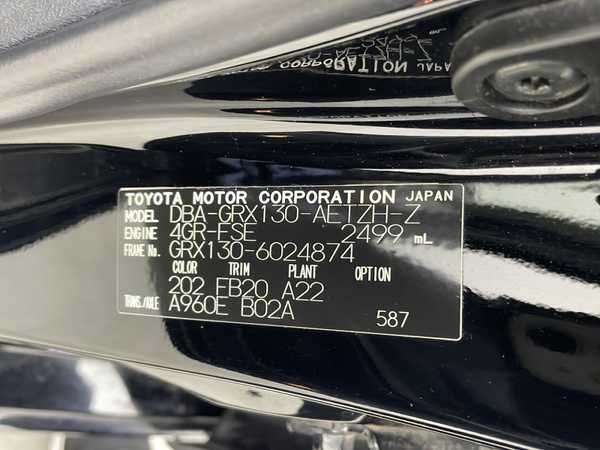 TOYOTA MOTOR CORPORATION JAPAN
MODEL DBA-GRX130-AETZH-Z
ENGINE 4GR-FSE 2499 mL
FRAME No. GRX130-6024874
COLOR TRIM PLANT OPTION
202 FB20 A22
TRANS./AXLE A960E B02A
587